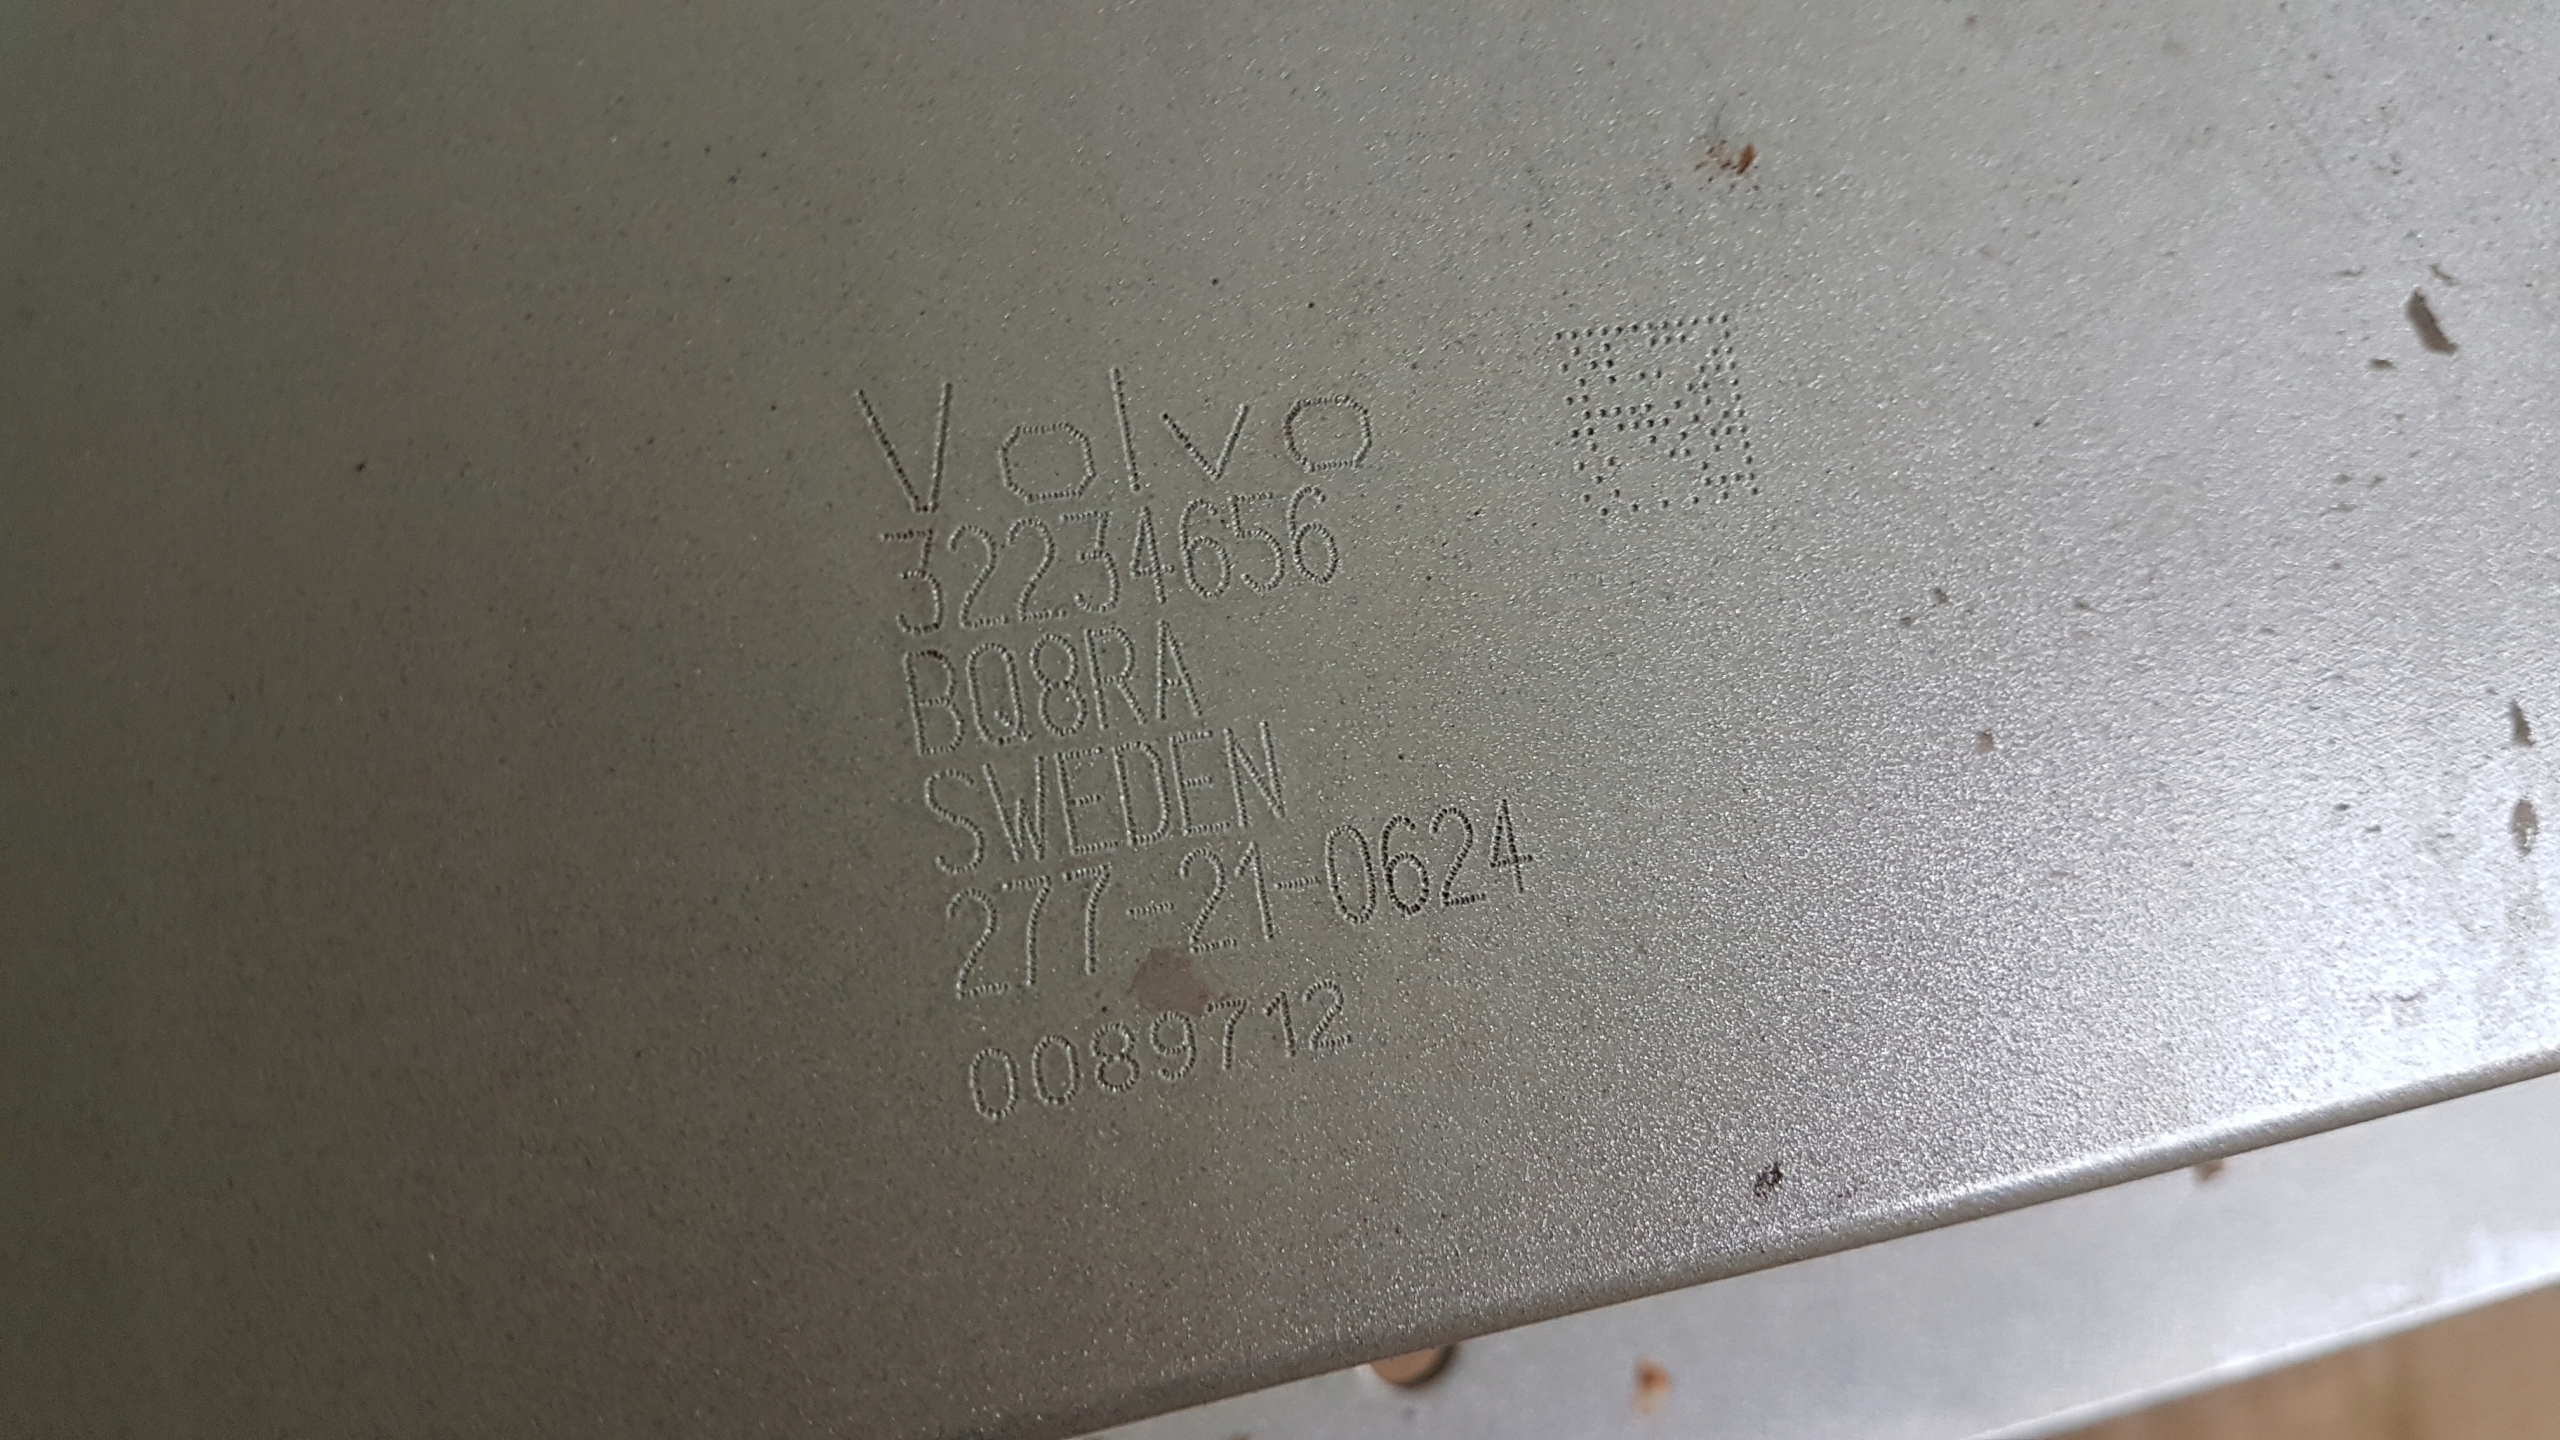 Volvo
32234656
BQ8RA
SWEDEN
277-21-0624
0089712